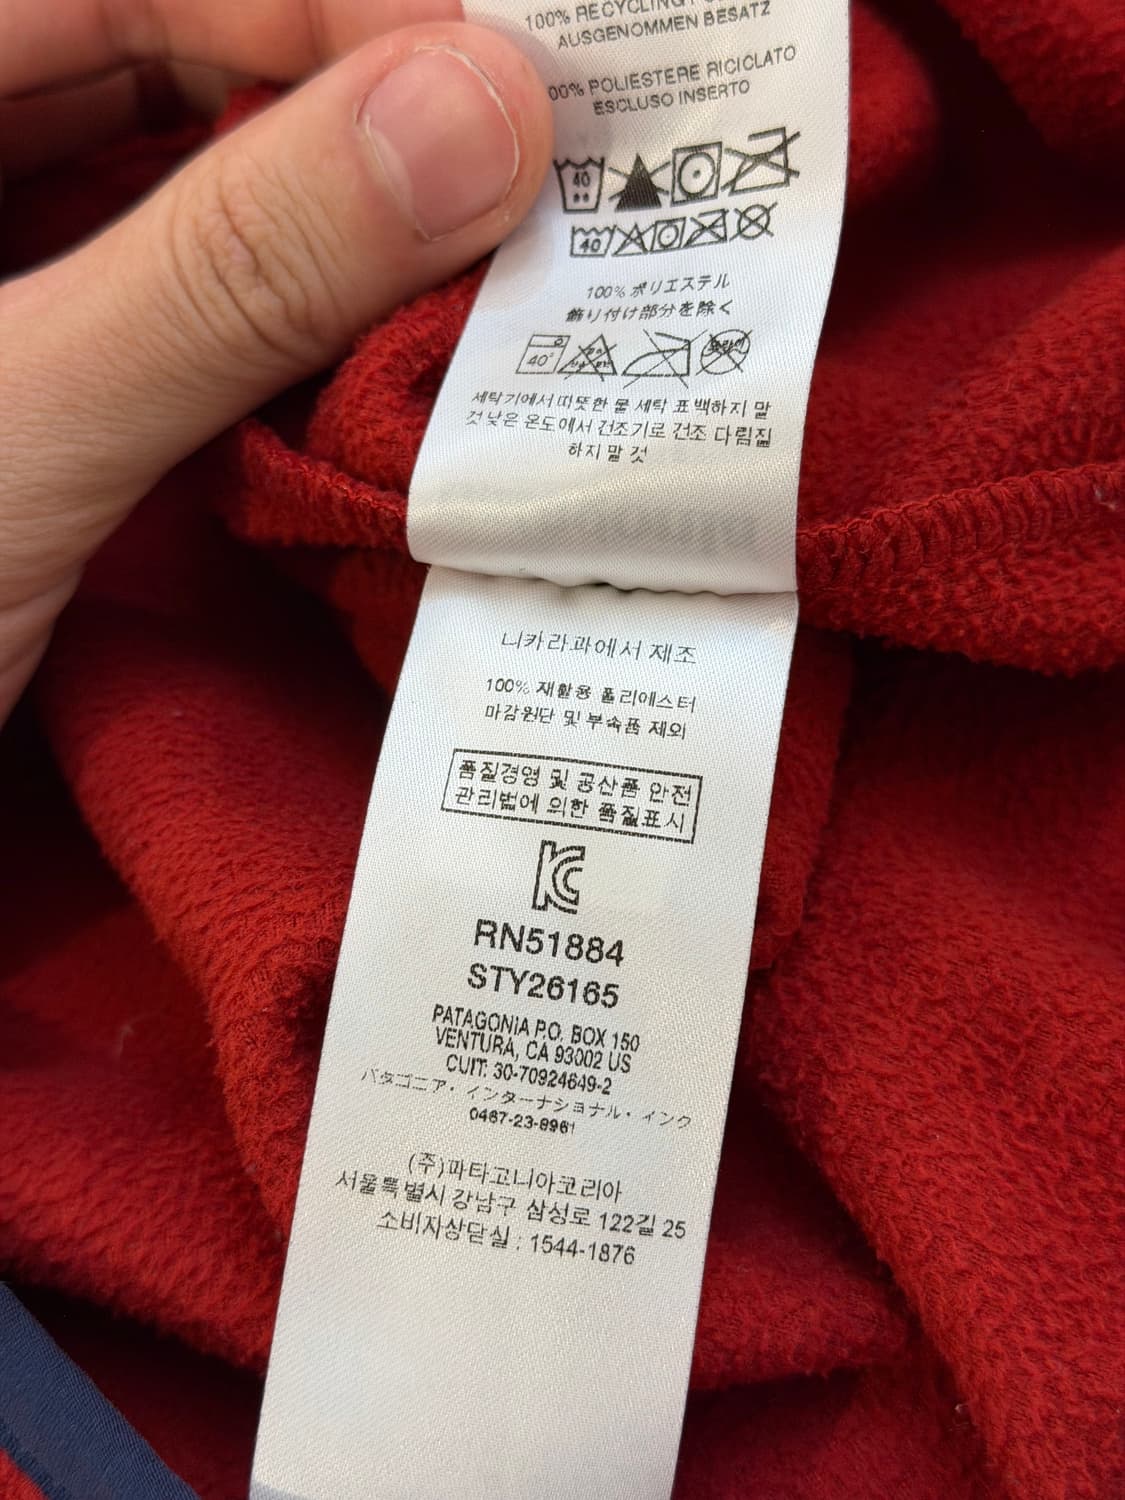 100% RECYCLING
AUSGENOMMEN BESATZ
00% POLIESTERE RICICLATO
ESCLUSO INSERTO
40
40
100% ポリエステル
飾り付け部分を除く
40°
세탁기에서 따뜻한 물 세탁 표백하지 말
것 낮은 온도에서 건조기로 건조 다림질
하지 말 것
니카라과에서 제조
100% 재활용 폴리에스터
마감원단 및 부속품 제외
품질경영 및 공산품 안전
관리법에 의한 품질표시
KC
RN51884
STY26165
PATAGONIA P.O. BOX 150
VENTURA, CA 93002 US
CUIT: 30-70924649-2
パタゴニア・インターナショナル・インク
0467-23-8961
(주)파타고니아코리아
서울특별시 강남구 삼성로 122길 25
소비자상담실 : 1544-1876